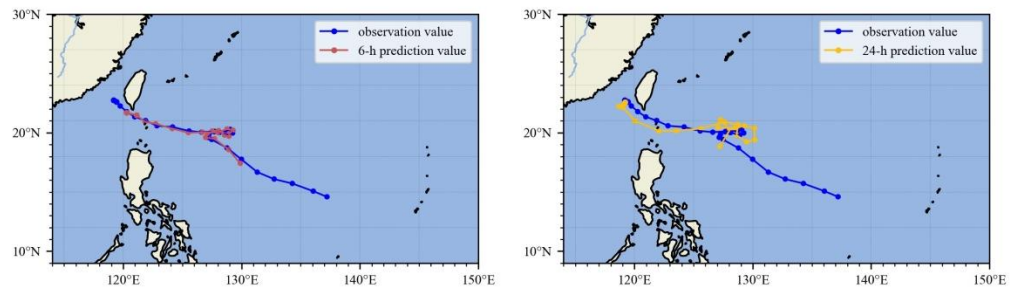 30°N
20°N
10°N
120°E 130°E 140°E 150°E
observation value
6-h prediction value
30°N
20°N
10°N
120°E 130°E 140°E 150°E
observation value
24-h prediction value